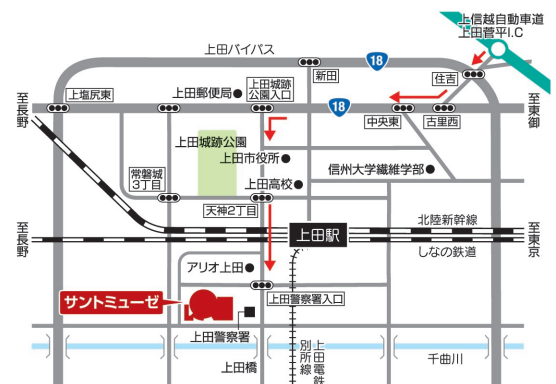 上信越自動車道
上田菅平I.C
上田バイパス
18
新田
住吉
上塩尻東
上田郵便局
上田城跡
公園入口
18
中央東
古里西
至長野
至東御
上田城跡公園
上田市役所
信州大学繊維学部
常磐城
3丁目
上田高校
天神2丁目
北陸新幹線
至長野
上田駅
至東京
しなの鉄道
アリオ上田
サントミューゼ
上田警察署入口
上田警察署
上田橋
上田電鉄
別所線
千曲川